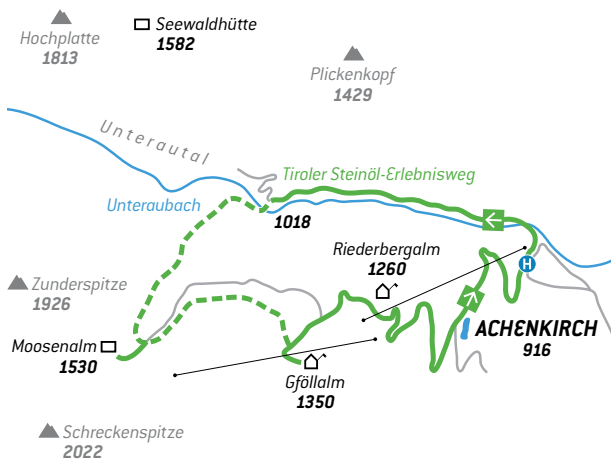 Hochplatte
1813
Seewaldhütte
1582
Plickenkopf
1429
Unterautal
Tiroler Steinöl-Erlebnisweg
Unteraubach
1018
Riederbergalm
1260
H
Zunderspitze
1926
ACHENKIRCH
916
Moosenalm
1530
Gföllalm
1350
Schreckenspitze
2022